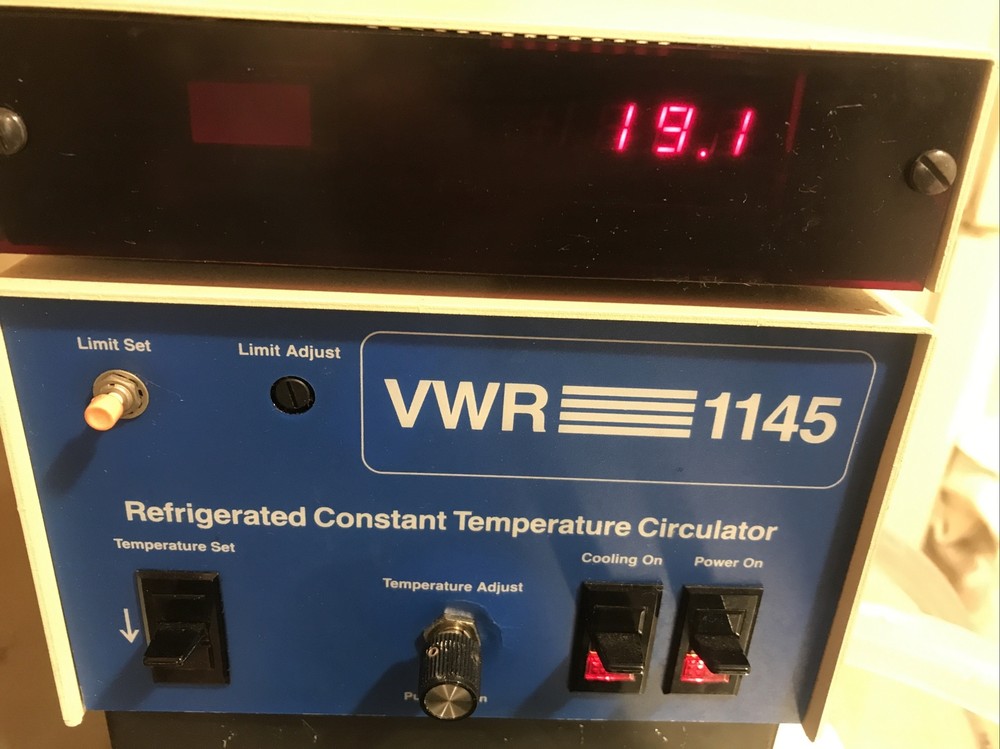 19.1
Limit Set
Limit Adjust
VWR 1145
Refrigerated Constant Temperature Circulator
Temperature Set
Temperature Adjust
Cooling On
Power On